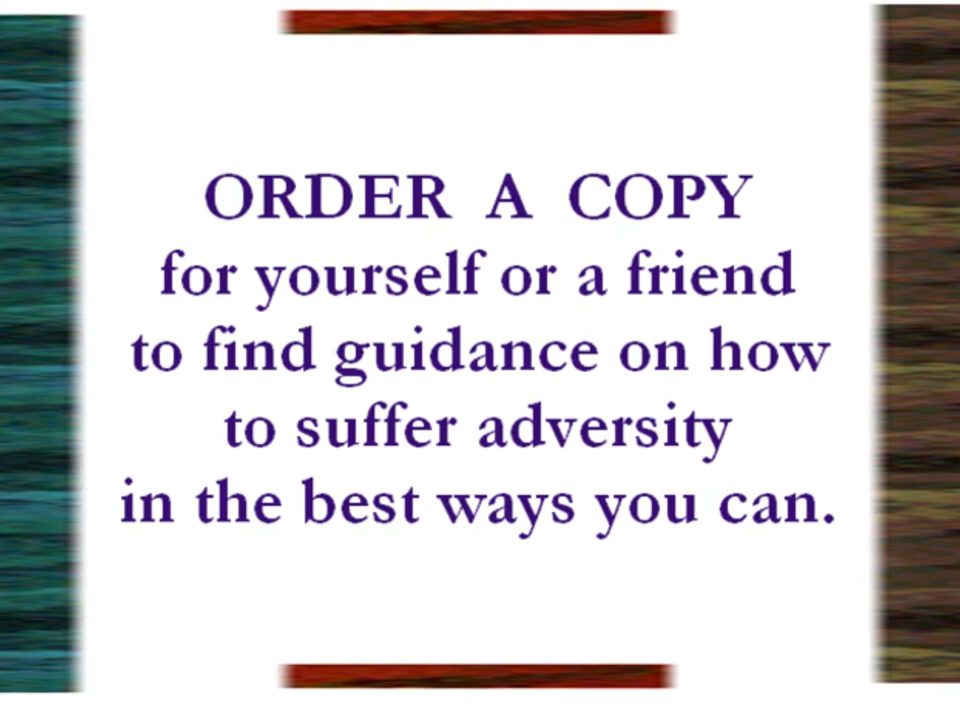 ORDER A COPY
for yourself or a friend
to find guidance on how
to suffer adversity
in the best ways you can.